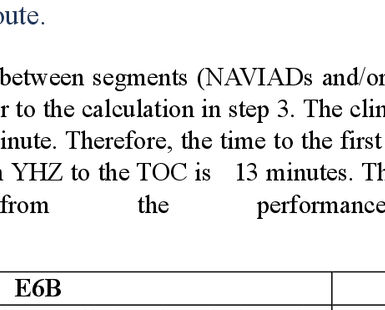 oute.
between segments (NAVIADs and/or
r to the calculation in step 3. The clin
inute. Therefore, the time to the first
YHZ to the TOC is 13 minutes. Th
from the performance
E6B